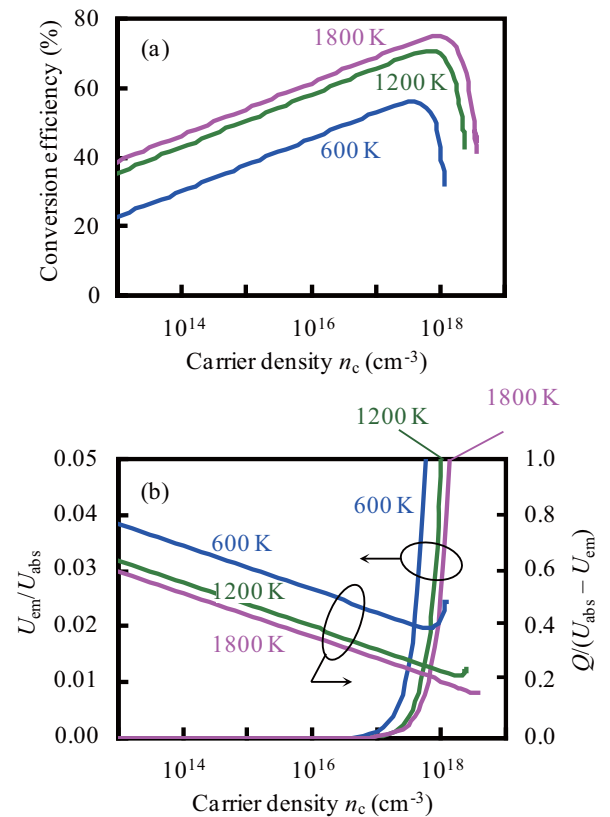 (a)
1800 K
1200 K
600 K
80
60
40
20
0
Conversion efficiency (%)
10^14
10^16
10^18
Carrier density n_c (cm^-3)
1800 K
1200 K
(b)
600 K
600 K
1200 K
1800 K
0.05
0.04
0.03
0.02
0.01
0.00
U_em/U_abs
1.0
0.8
0.6
0.4
0.2
0.0
Q/(U_abs − U_em)
10^14
10^16
10^18
Carrier density n_c (cm^-3)